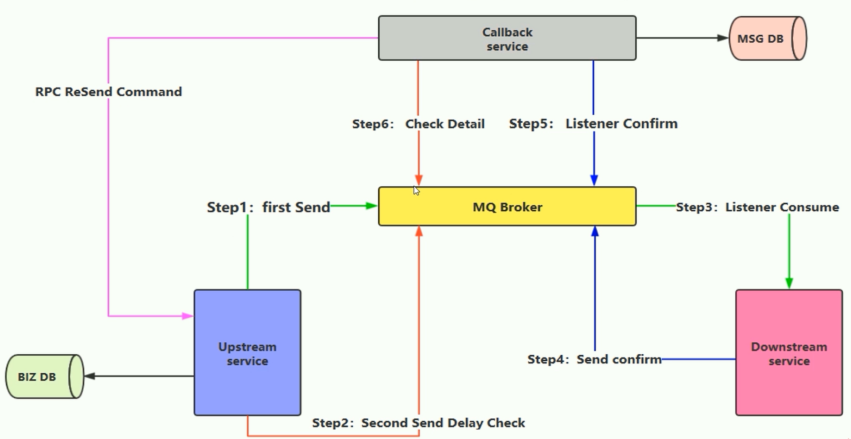 Callback
service
MSG DB
RPC ReSend Command
Step6： Check Detail
Step5： Listener Confirm
Step1：first Send
MQ Broker
Step3：Listener Consume
Upstream
service
Downstream
service
Step4：Send confirm
BIZ DB
Step2：Second Send Delay Check